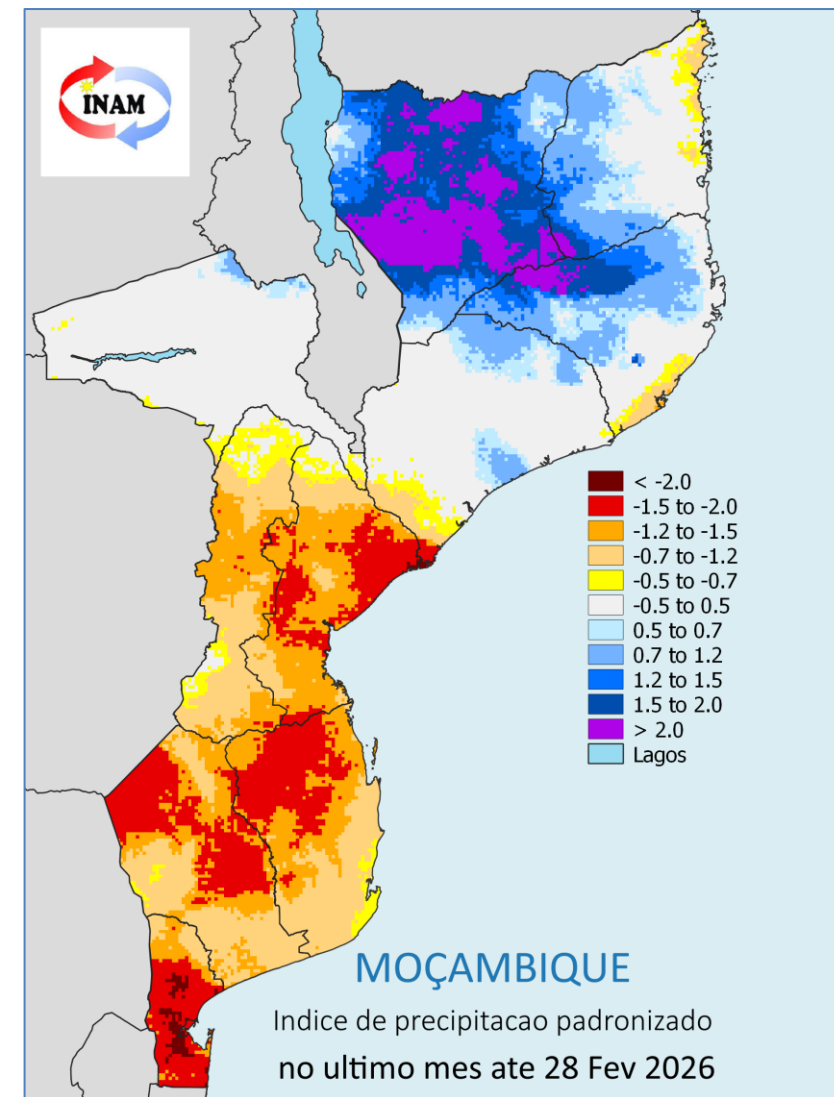 INAM
< -2.0
-1.5 to -2.0
-1.2 to -1.5
-0.7 to -1.2
-0.5 to -0.7
-0.5 to 0.5
0.5 to 0.7
0.7 to 1.2
1.2 to 1.5
1.5 to 2.0
> 2.0
Lagos
MOÇAMBIQUE
Indice de precipitacao padronizado
no ultimo mes ate 28 Fev 2026